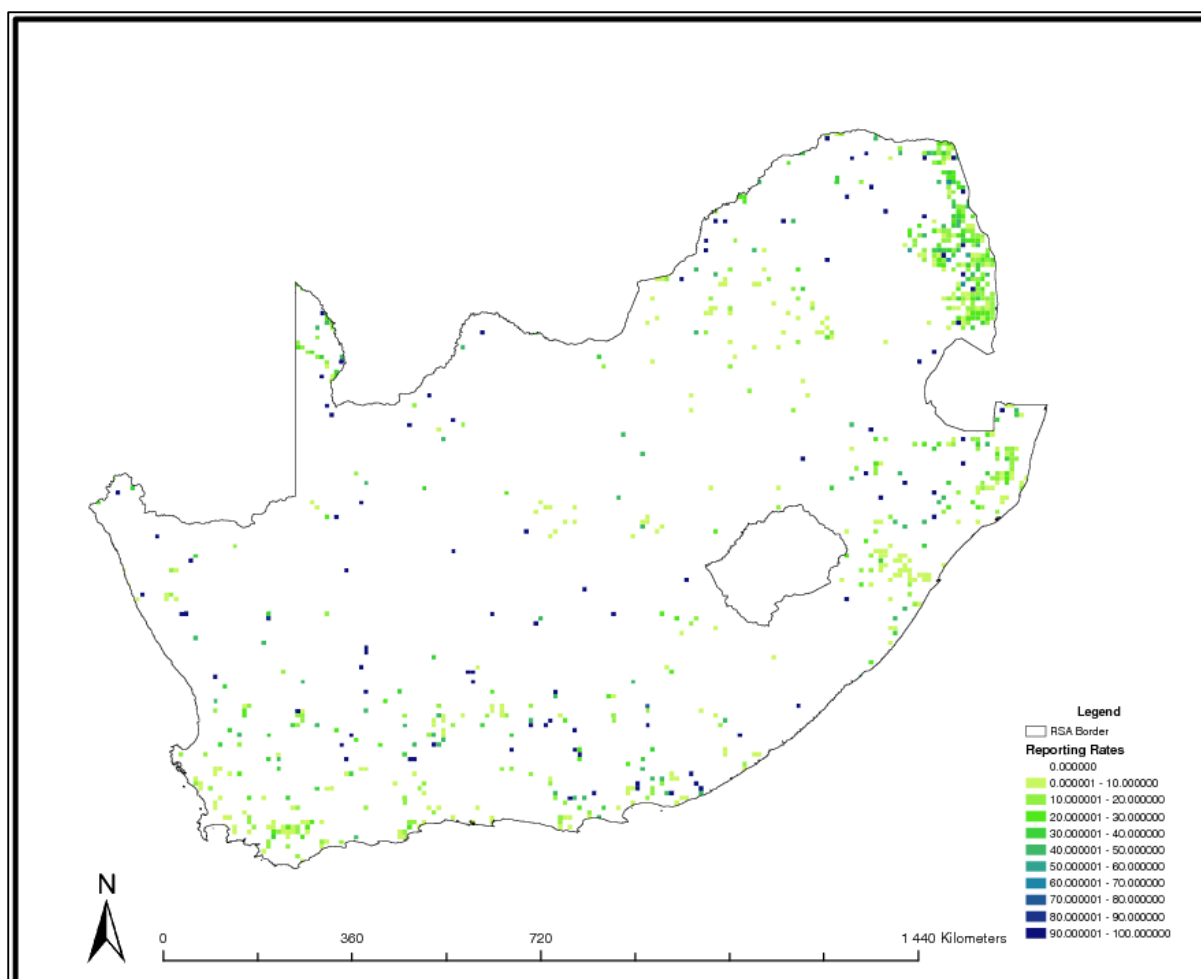 Legend
RSA Border
Reporting Rates
0.000000
0.000001 - 10.000000
10.000001 - 20.000000
20.000001 - 30.000000
30.000001 - 40.000000
40.000001 - 50.000000
50.000001 - 60.000000
60.000001 - 70.000000
70.000001 - 80.000000
80.000001 - 90.000000
90.000001 - 100.000000
N
0 360 720 1 440 Kilometers